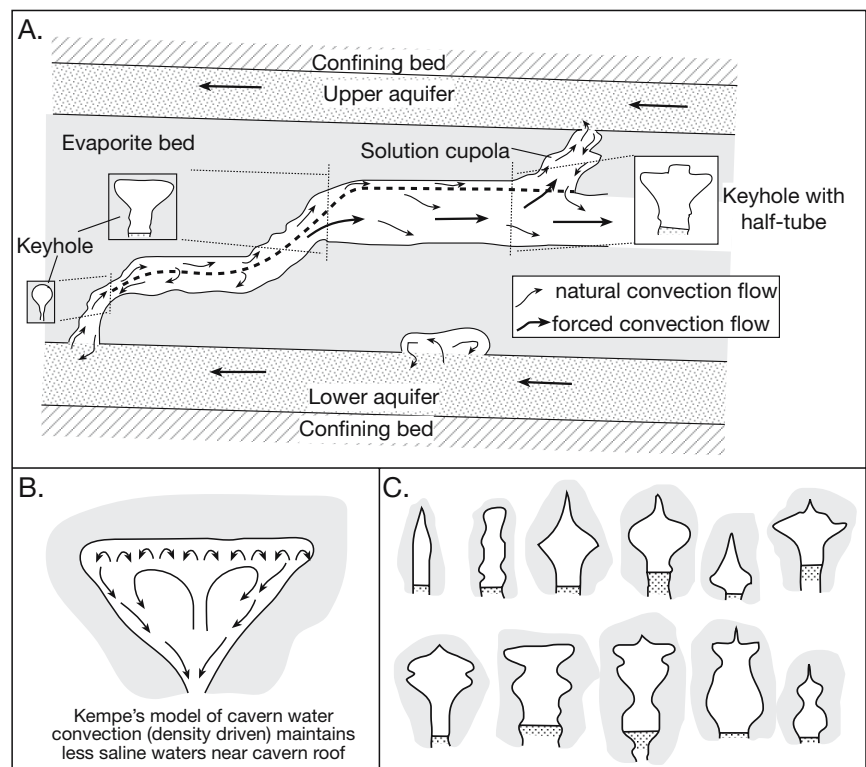 A.
Confining bed
Upper aquifer
Evaporite bed
Solution cupola
Keyhole with
half-tube
Keyhole
natural convection flow
forced convection flow
Lower aquifer
Confining bed
B.
Kempe's model of cavern water
convection (density driven) maintains
less saline waters near cavern roof
C.